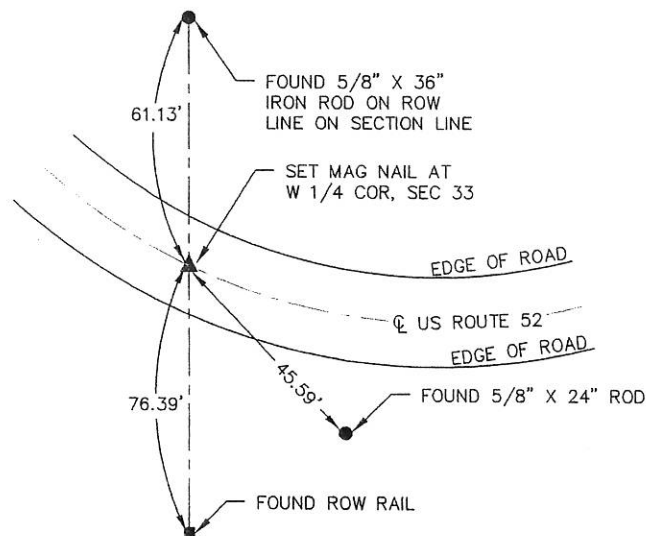 FOUND 5/8" X 36"
IRON ROD ON ROW
LINE ON SECTION LINE
61.13'
SET MAG NAIL AT
W 1/4 COR, SEC 33
EDGE OF ROAD
℄ US ROUTE 52
EDGE OF ROAD
45.59'
76.39'
FOUND 5/8" X 24" ROD
FOUND ROW RAIL